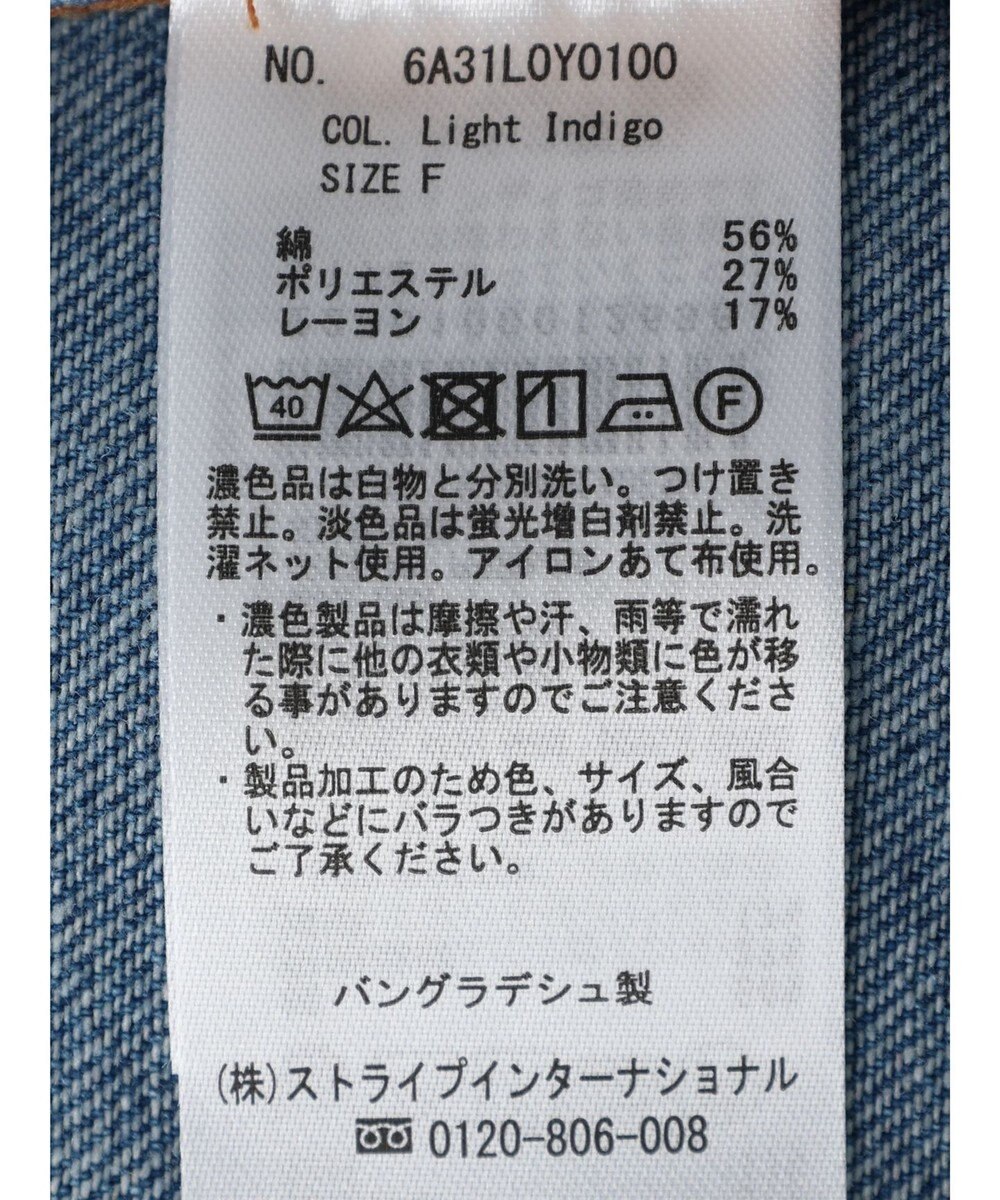 NO. 6A31L0Y0100
COL. Light Indigo
SIZE F
綿 56%
ポリエステル 27%
レーヨン 17%
40 F
濃色品は白物と分別洗い。つけ置き
禁止。淡色品は蛍光増白剤禁止。洗
濯ネット使用。アイロンあて布使用。
・濃色製品は摩擦や汗、雨等で濡れ
た際に他の衣類や小物類に色が移
る事がありますのでご注意くださ
い。
・製品加工のため色、サイズ、風合
いなどにバラつきがありますので
ご了承ください。
バングラデシュ製
(株)ストライプインターナショナル
0120-806-008